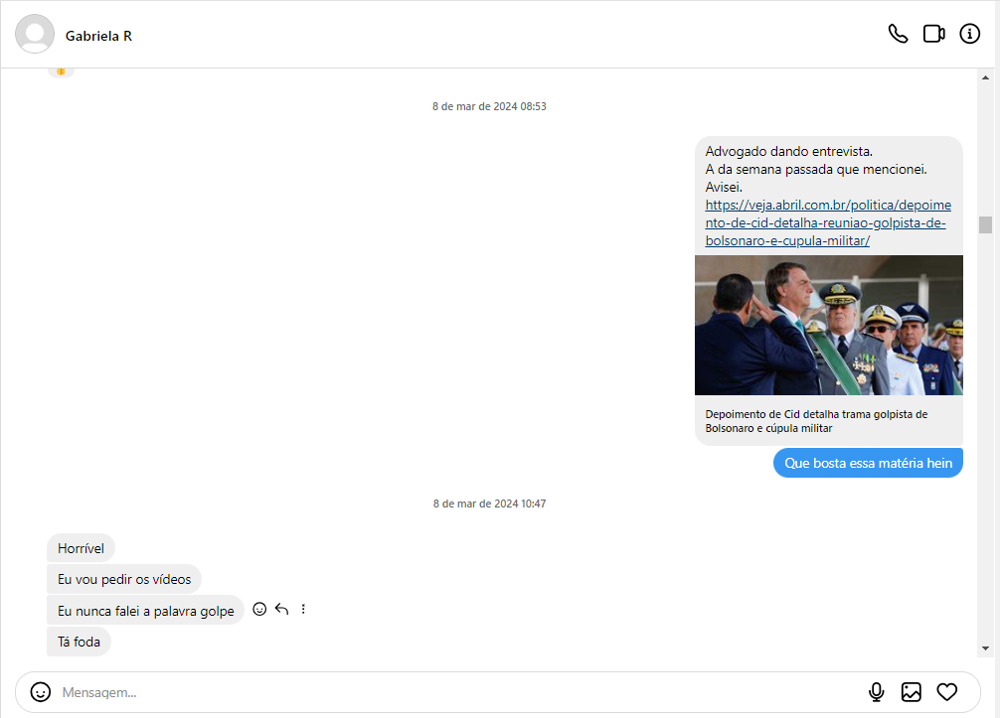 Gabriela R
8 de mar de 2024 08:53
Advogado dando entrevista.
A da semana passada que mencionei.
Avisei.
https://veja.abril.com.br/politica/depoime
nto-de-cid-detalha-reuniao-golpista-de-
bolsonaro-e-cupula-militar/
Depoimento de Cid detalha trama golpista de
Bolsonaro e cúpula militar
Que bosta essa matéria hein
8 de mar de 2024 10:47
Horrível
Eu vou pedir os vídeos
Eu nunca falei a palavra golpe
Tá foda
Mensagem...